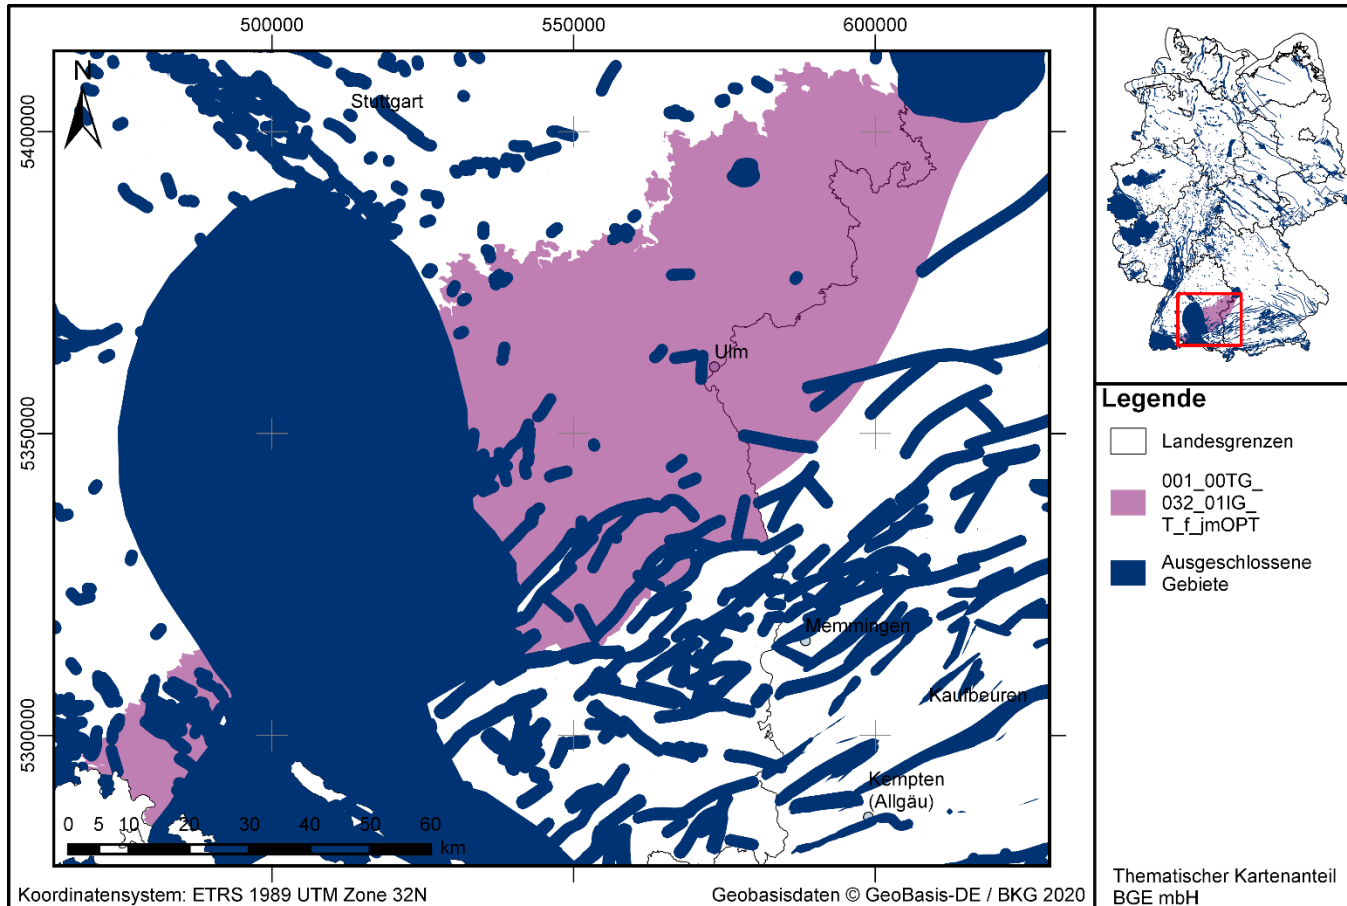 500000
550000
600000
N
Stuttgart
5400000
Ulm
5350000
Memmingen
Kaufbeuren
5300000
Kempten
(Allgäu)
0 5 10 20 30 40 50 60
km
Koordinatensystem: ETRS 1989 UTM Zone 32N
Geobasisdaten © GeoBasis-DE / BKG 2020
Legende
Landesgrenzen
001_00TG_
032_01IG_
T_f_jmOPT
Ausgeschlossene
Gebiete
Thematischer Kartenanteil
BGE mbH